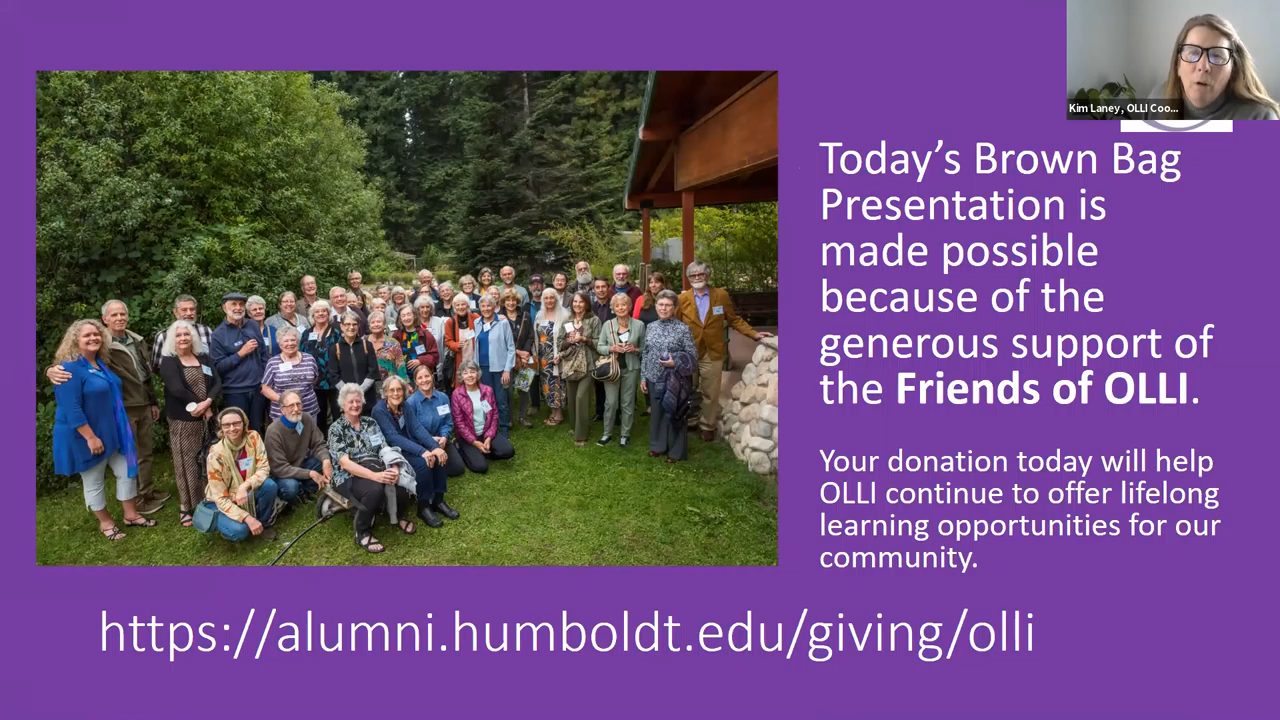 Kim Laney, OLLI Coo...
Today's Brown Bag
Presentation is
made possible
because of the
generous support of
the Friends of OLLI.
Your donation today will help
OLLI continue to offer lifelong
learning opportunities for our
community.
https://alumni.humboldt.edu/giving/olli